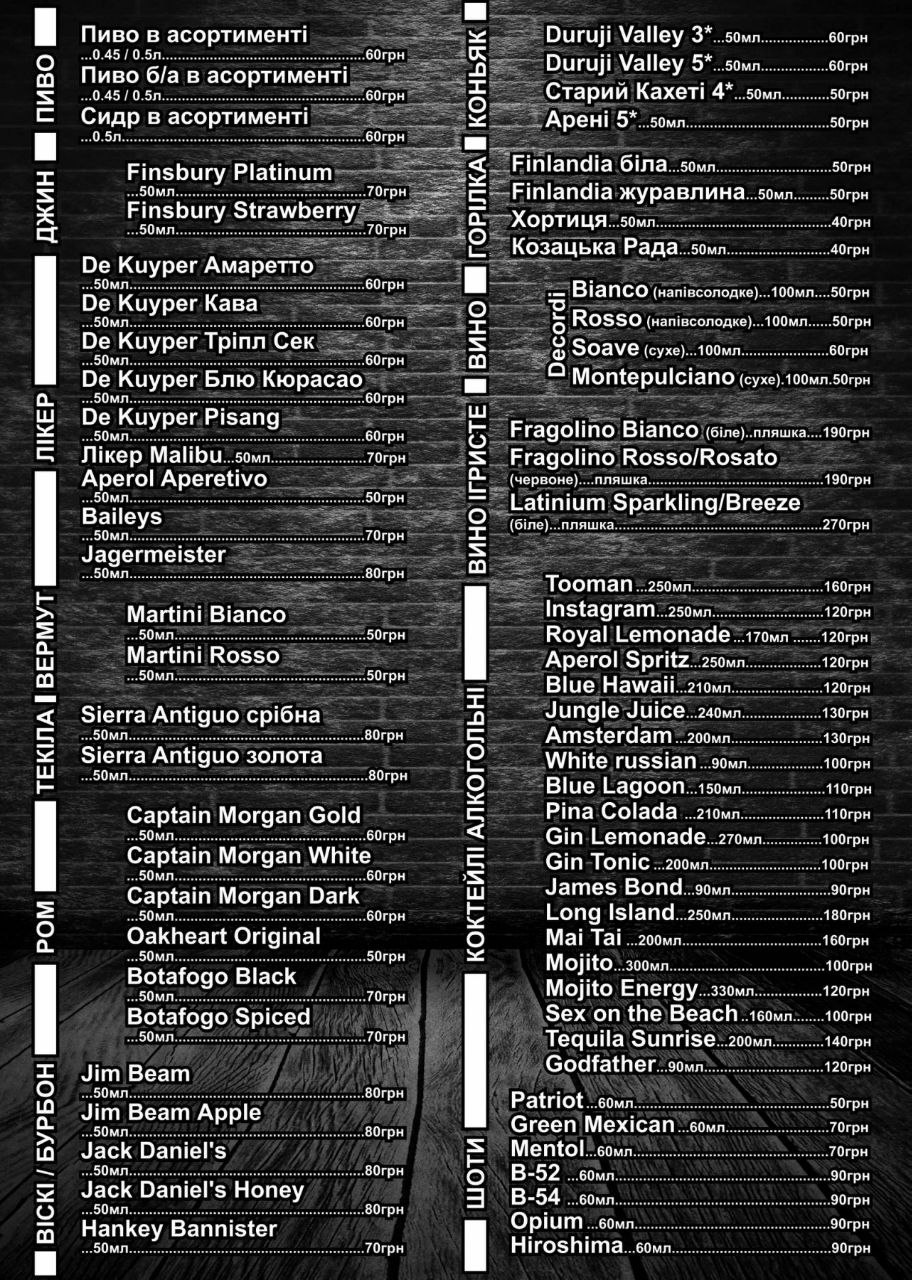 ПИВО
Пиво в асортименті
...0.45 / 0.5л...60грн
Пиво б/а в асортименті
...0.45 / 0.5л...60грн
Сидр в асортименті
...0.5л...60грн
ДЖИН
Finsbury Platinum
...50мл...70грн
Finsbury Strawberry
...50мл...70грн
ЛІКЕР
De Kuyper Амаретто
...50мл...60грн
De Kuyper Кава
...50мл...60грн
De Kuyper Тріпл Сек
...50мл...60грн
De Kuyper Блю Кюрасао
...50мл...60грн
De Kuyper Pisang
...50мл...60грн
Лікер Malibu...50мл...70грн
Aperol Aperetivo
...50мл...50грн
Baileys
...50мл...70грн
Jagermeister
...50мл...80грн
ВЕРМУТ
Martini Bianco
...50мл...50грн
Martini Rosso
...50мл...50грн
ТЕКІЛА
Sierra Antiguo срібна
...50мл...80грн
Sierra Antiguo золота
...50мл...80грн
РОМ
Captain Morgan Gold
...50мл...60грн
Captain Morgan White
...50мл...60грн
Captain Morgan Dark
...50мл...60грн
Oakheart Original
...50мл...50грн
Botafogo Black
...50мл...70грн
Botafogo Spiced
...50мл...70грн
ВІСКІ / БУРБОН
Jim Beam
...50мл...80грн
Jim Beam Apple
...50мл...80грн
Jack Daniel's
...50мл...80грн
Jack Daniel's Honey
...50мл...80грн
Hankey Bannister
...50мл...70грн
КОНЬЯК
Duruji Valley 3*...50мл...60грн
Duruji Valley 5*...50мл...60грн
Старий Кахеті 4*...50мл...50грн
Арені 5*...50мл...50грн
ГОРІЛКА
Finlandia біла...50мл...50грн
Finlandia журавлина...50мл...50грн
Хортиця...50мл...40грн
Козацька Рада...50мл...40грн
ВИНО
Decordi
Bianco (напівсолодке)...100мл....50грн
Rosso (напівсолодке)...100мл......50грн
Soave (сухе)...100мл...60грн
Montepulciano (сухе).100мл.50грн
ВИНО ІГРИСТЕ
Fragolino Bianco (біле)..пляшка....190грн
Fragolino Rosso/Rosato
(червоне)....пляшка...190грн
Latinium Sparkling/Breeze
(біле)...пляшка...270грн
КОКТЕЙЛІ АЛКОГОЛЬНІ
Tooman ...250мл...160грн
Instagram...250мл...120грн
Royal Lemonade...170мл .......120грн
Aperol Spritz...250мл...120грн
Blue Hawaii...210мл...120грн
Jungle Juice...240мл...130грн
Amsterdam ...200мл...130грн
White russian ...90мл...100грн
Blue Lagoon...150мл...110грн
Pina Colada ...210мл...110грн
Gin Lemonade...270мл...100грн
Gin Tonic ...200мл...100грн
James Bond...90мл...90грн
Long Island...250мл...180грн
Mai Tai ...200мл...160грн
Mojito...300мл...100грн
Mojito Energy...330мл...120грн
Sex on the Beach ..160мл...100грн
Tequila Sunrise...200мл...140грн
Godfather...90мл...120грн
ШОТИ
Patriot ...60мл...50грн
Green Mexican ...60мл...70грн
Mentol...60мл...70грн
B-52 ...60мл...90грн
B-54 ...60мл...90грн
Opium ...60мл...90грн
Hiroshima...60мл...90грн